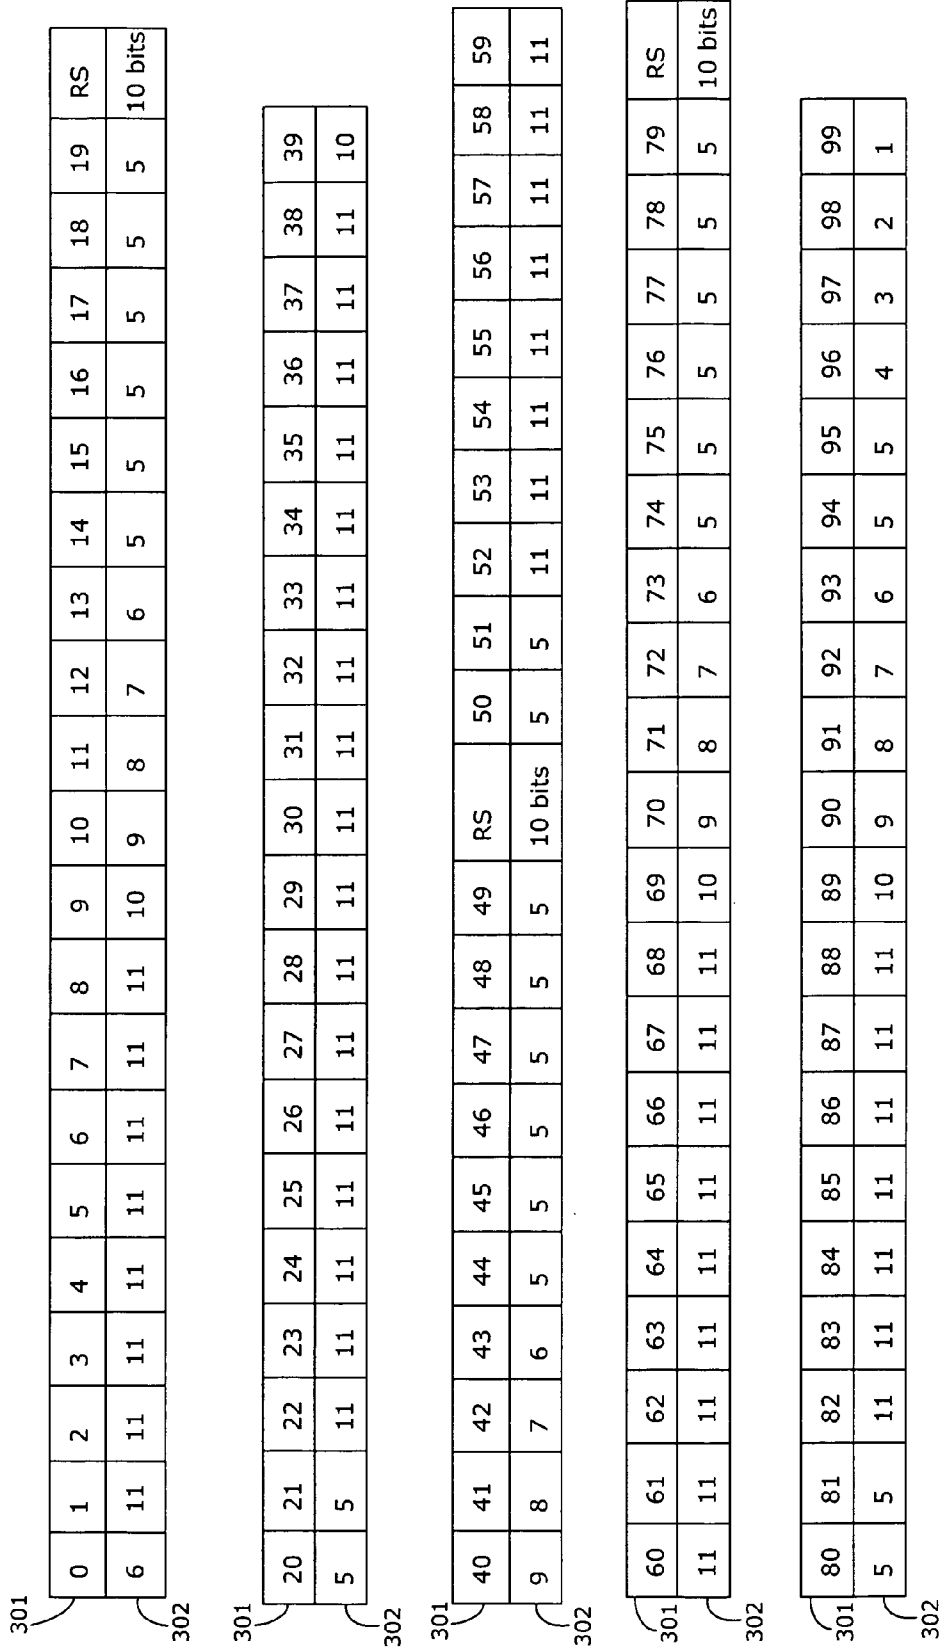 301 0 1 2 3 4 5 6 7 8 9 10 11 12 13 14 15 16 17 18 19 RS
302 6 11 11 11 11 11 11 11 11 10 9 8 7 6 5 5 5 5 5 5 10 bits
301 20 21 22 23 24 25 26 27 28 29 30 31 32 33 34 35 36 37 38 39
302 5 5 11 11 11 11 11 11 11 11 11 11 11 11 11 11 11 11 11 10
301 40 41 42 43 44 45 46 47 48 49 RS 50 51 52 53 54 55 56 57 58 59
302 9 8 7 6 5 5 5 5 5 5 10 bits 5 5 11 11 11 11 11 11 11 11
301 60 61 62 63 64 65 66 67 68 69 70 71 72 73 74 75 76 77 78 79 RS
302 11 11 11 11 11 11 11 11 11 10 9 8 7 6 5 5 5 5 5 5 10 bits
301 80 81 82 83 84 85 86 87 88 89 90 91 92 93 94 95 96 97 98 99
302 5 5 11 11 11 11 11 11 11 10 9 8 7 6 5 5 4 3 2 1